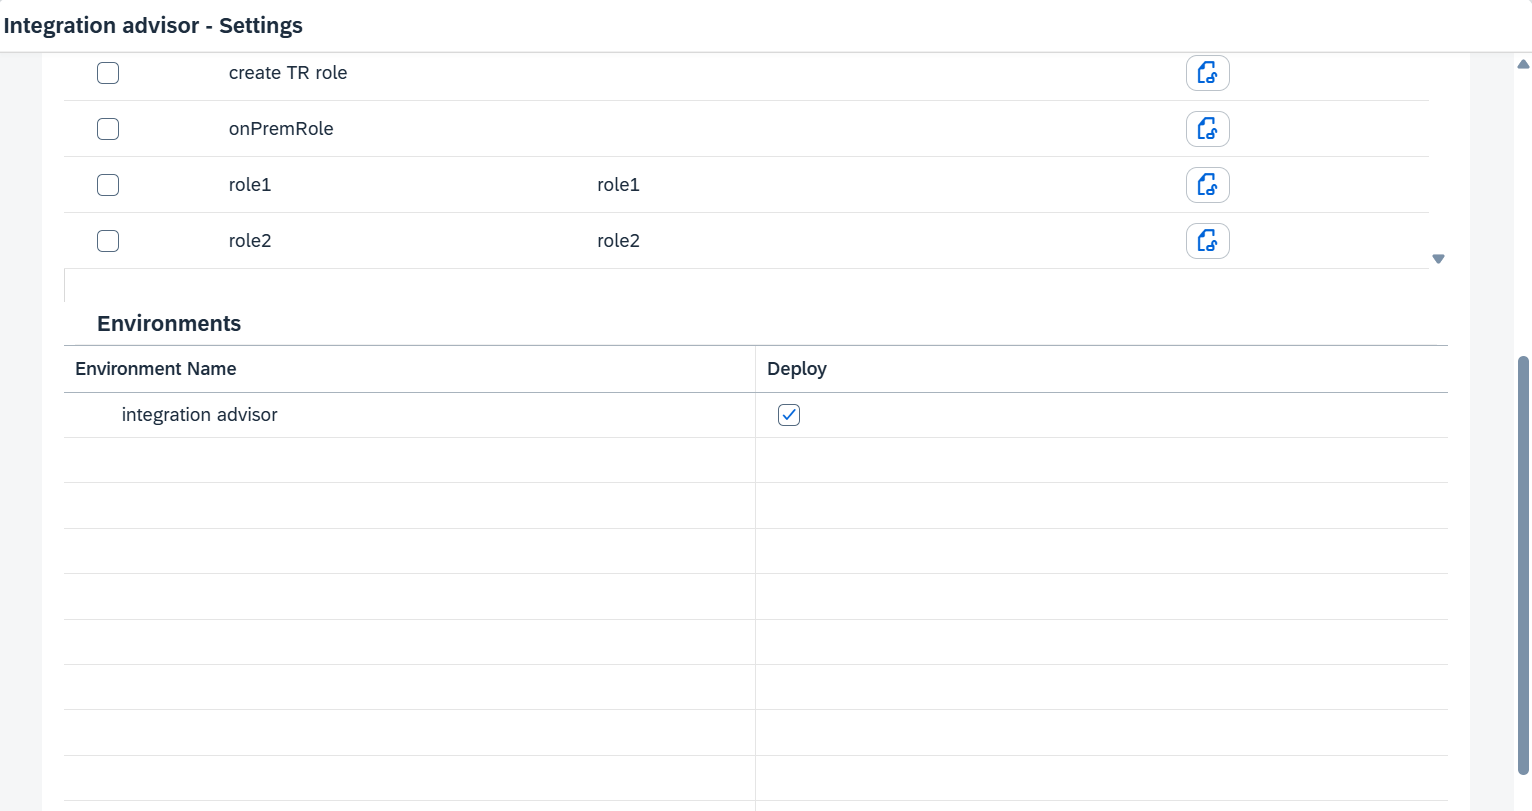 Integration advisor - Settings
create TR role
onPremRole
role1 role1
role2 role2
Environments
Environment Name Deploy
integration advisor